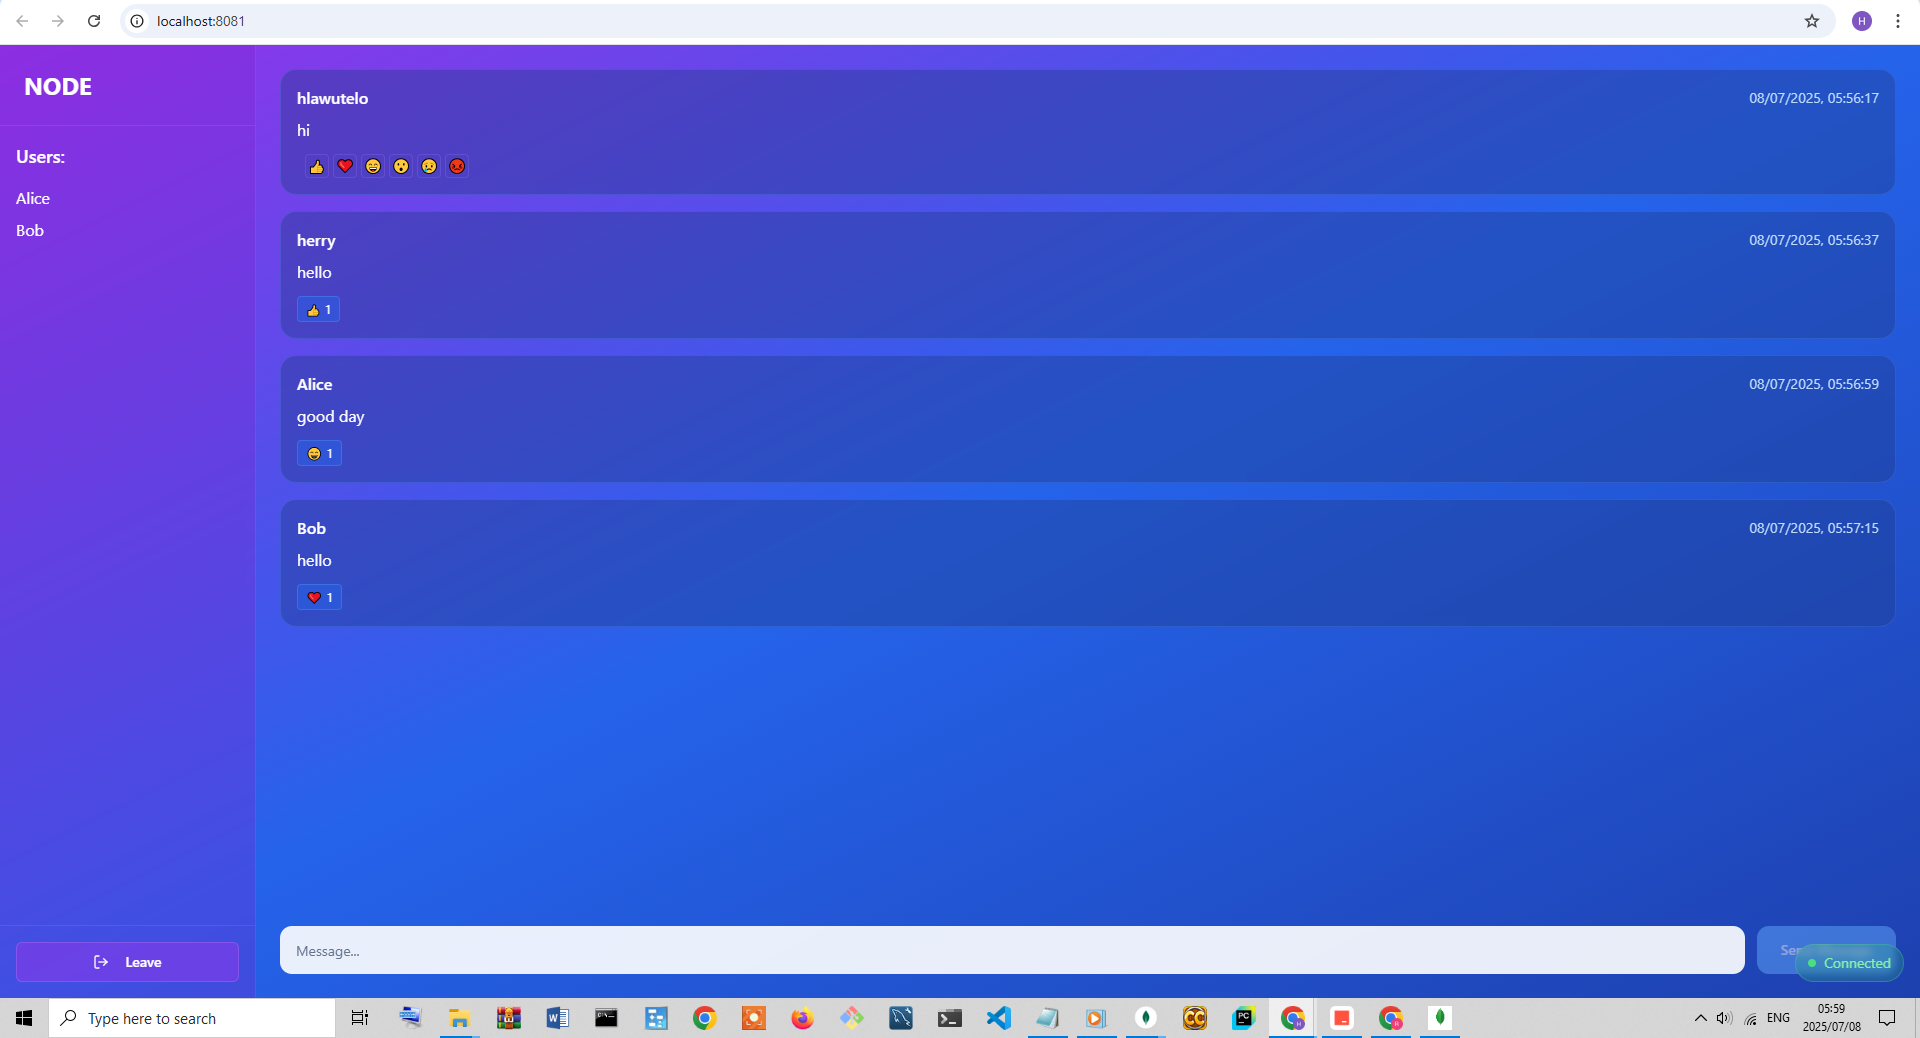 localhost:8081
H
NODE
Users:
Alice
Bob
Leave
hlawutelo
08/07/2025, 05:56:17
hi
👍 ❤️ 😄 😮 😢 😡
herry
08/07/2025, 05:56:37
hello
👍 1
Alice
08/07/2025, 05:56:59
good day
😄 1
Bob
08/07/2025, 05:57:15
hello
❤️ 1
Message...
Connected
Type here to search
ENG
05:59
2025/07/08